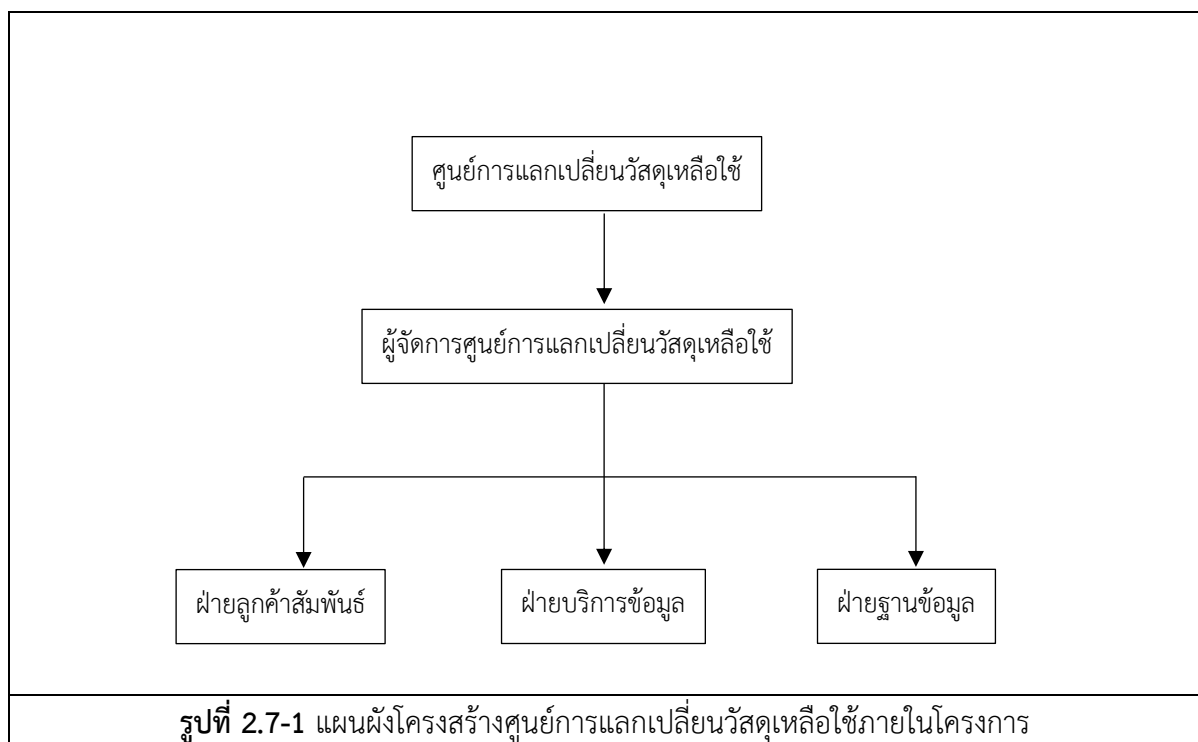 ศูนย์การแลกเปลี่ยนวัสดุเหลือใช้
ผู้จัดการศูนย์การแลกเปลี่ยนวัสดุเหลือใช้
ฝ่ายลูกค้าสัมพันธ์
ฝ่ายบริการข้อมูล
ฝ่ายฐานข้อมูล
รูปที่ 2.7-1 แผนผังโครงสร้างศูนย์การแลกเปลี่ยนวัสดุเหลือใช้ภายในโครงการ